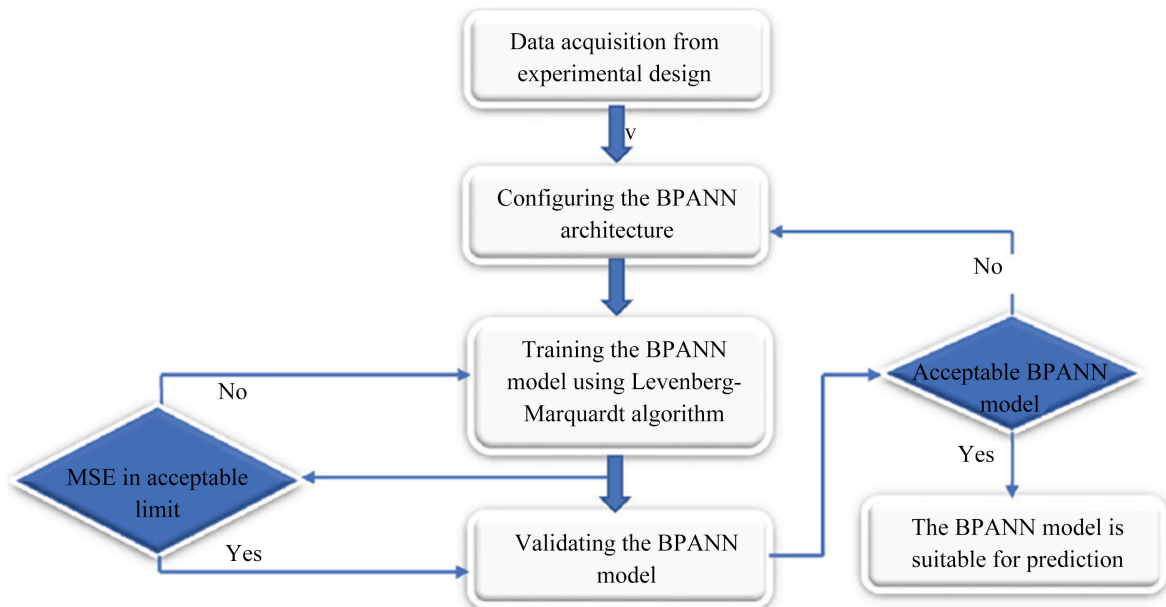 Data acquisition from
experimental design
v
Configuring the BPANN
architecture
No
Training the BPANN
model using Levenberg-
Marquardt algorithm
Acceptable BPANN
model
No
MSE in acceptable
limit
Yes
Yes
Validating the BPANN
model
The BPANN model is
suitable for prediction